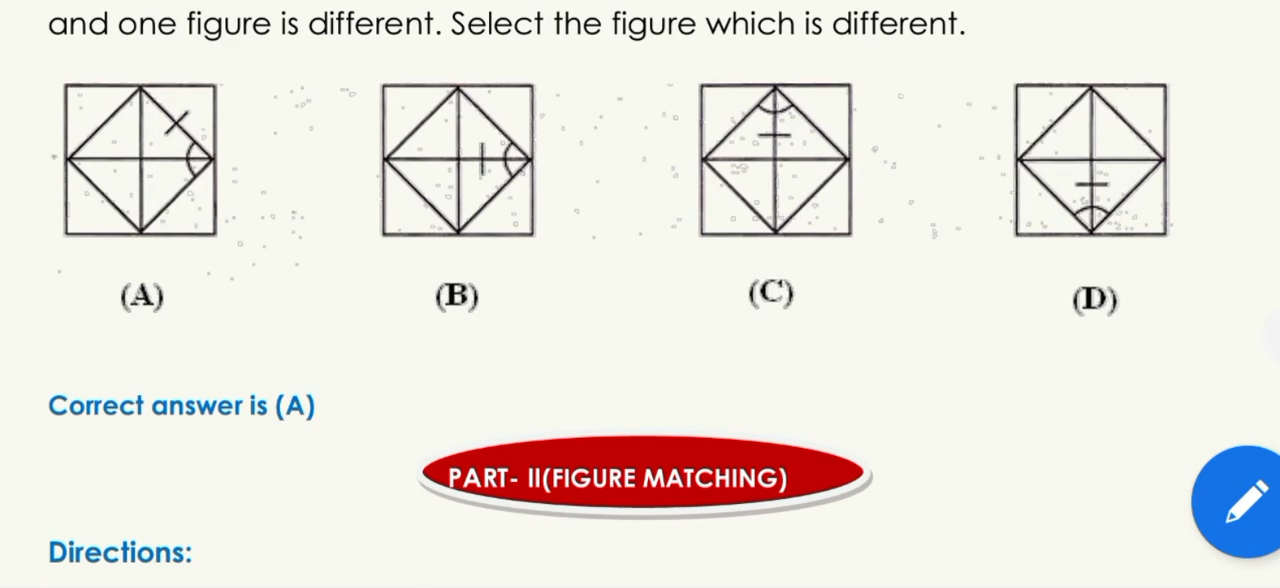 and one figure is different. Select the figure which is different.
(A) (B) (C) (D)
Correct answer is (A)
PART- II(FIGURE MATCHING)
Directions: